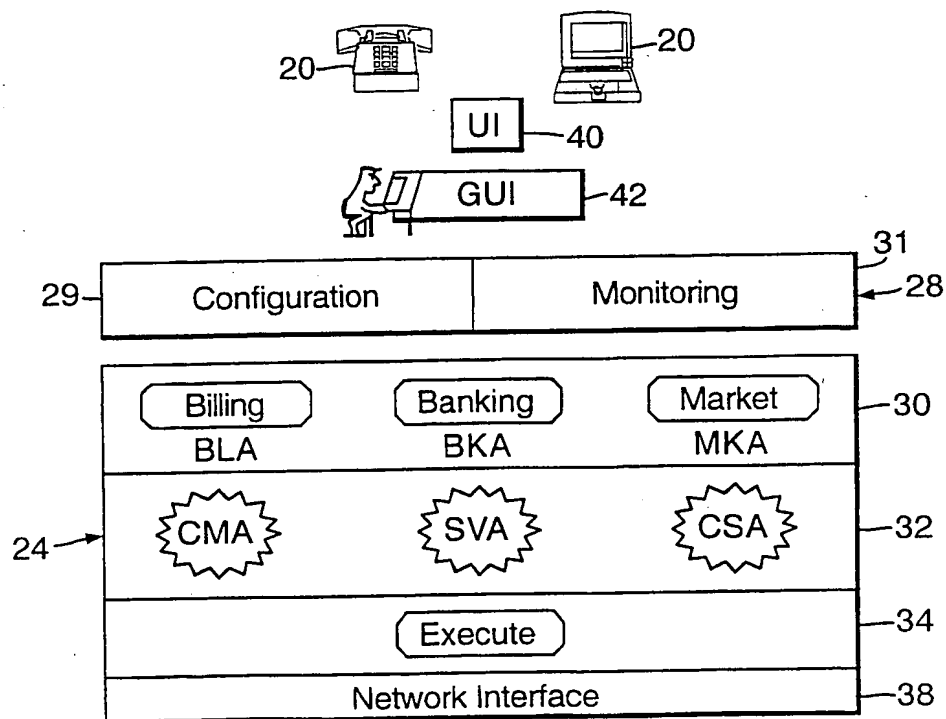 20
20
UI
40
GUI
42
31
29
Configuration
Monitoring
28
Billing
Banking
Market
30
BLA
BKA
MKA
24
CMA
SVA
CSA
32
Execute
34
Network Interface
38